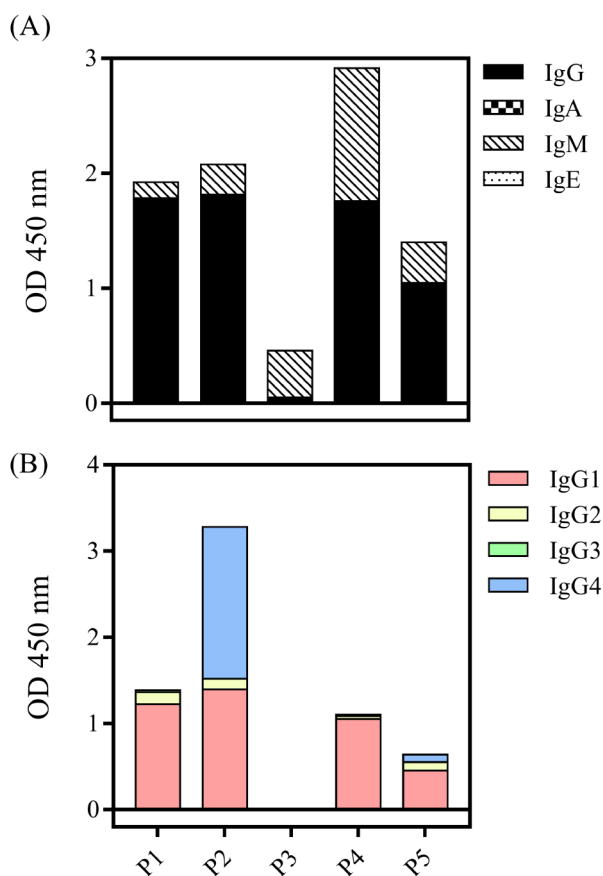 (A)
3
2
1
0
OD 450 nm
IgG
IgA
IgM
IgE
(B)
4
3
2
1
0
OD 450 nm
IgG1
IgG2
IgG3
IgG4
P1
P2
P3
P4
P5